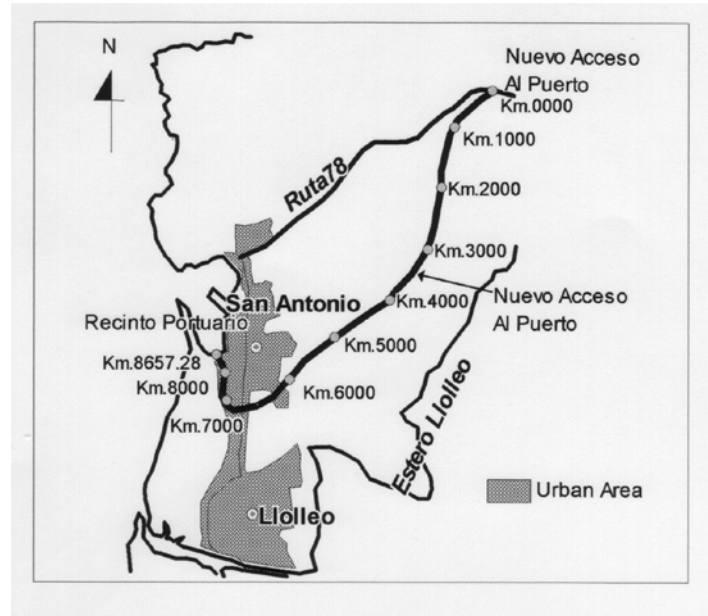 N
Nuevo Acceso
Al Puerto
Km.0000
Km.1000
Ruta78
Km.2000
Km.3000
San Antonio
Km.4000
Nuevo Acceso
Al Puerto
Recinto Portuario
Km.5000
Km.8657.28
Km.8000
Km.6000
Km.7000
Estero Llolleo
Urban Area
Llolleo